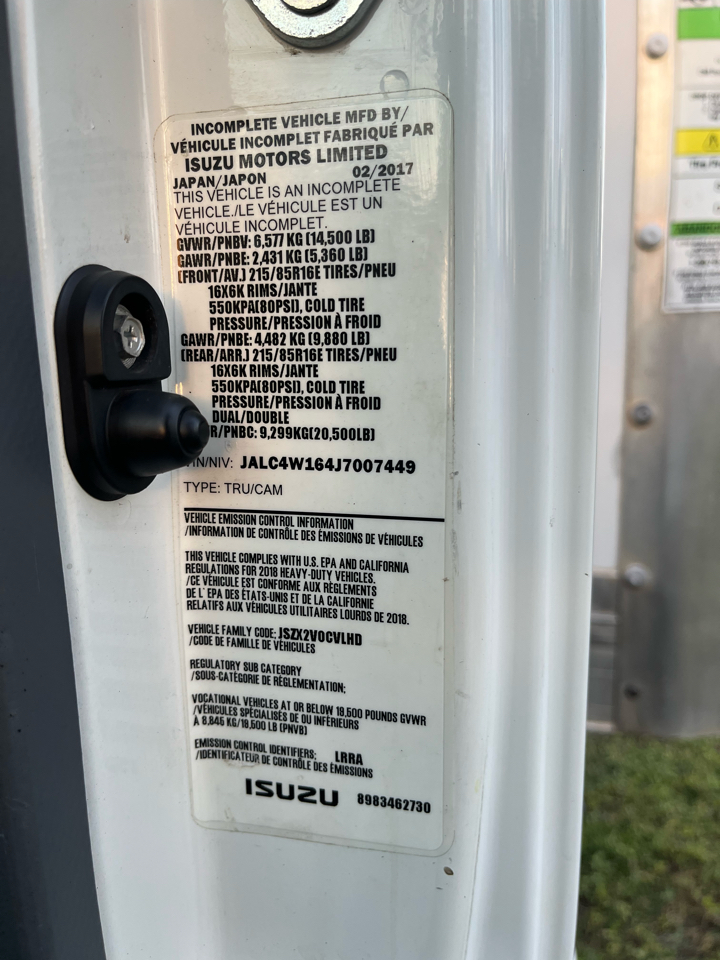 INCOMPLETE VEHICLE MFD BY/
VÉHICULE INCOMPLET FABRIQUÉ PAR
ISUZU MOTORS LIMITED
JAPAN/JAPON 02/2017
THIS VEHICLE IS AN INCOMPLETE
VEHICLE./LE VÉHICULE EST UN
VÉHICULE INCOMPLET.
GVWR/PNBV: 6,577 KG (14,500 LB)
GAWR/PNBE: 2,431 KG (5,360 LB)
(FRONT/AV.) 215/85R16E TIRES/PNEU
16X6K RIMS/JANTE
550KPA(80PSI), COLD TIRE
PRESSURE/PRESSION À FROID
GAWR/PNBE: 4,482 KG (9,880 LB)
(REAR/ARR.) 215/85R16E TIRES/PNEU
16X6K RIMS/JANTE
550KPA(80PSI), COLD TIRE
PRESSURE/PRESSION À FROID
DUAL/DOUBLE
R/PNBC: 9,299KG(20,500LB)
IN/NIV: JALC4W164J7007449
TYPE: TRU/CAM
VEHICLE EMISSION CONTROL INFORMATION
/INFORMATION DE CONTRÔLE DES ÉMISSIONS DE VÉHICULES
THIS VEHICLE COMPLIES WITH U.S. EPA AND CALIFORNIA
REGULATIONS FOR 2018 HEAVY-DUTY VEHICLES.
/CE VÉHICULE EST CONFORME AUX RÈGLEMENTS
DE L' EPA DES ÉTATS-UNIS ET DE LA CALIFORNIE
RELATIFS AUX VÉHICULES UTILITAIRES LOURDS DE 2018.
VEHICLE FAMILY CODE: JSZX2VOCVLHD
/CODE DE FAMILLE DE VÉHICULES
REGULATORY SUB CATEGORY
/SOUS-CATÉGORIE DE RÉGLEMENTATION;
VOCATIONAL VEHICLES AT OR BELOW 19,500 POUNDS GVWR
/VÉHICULES SPÉCIALISÉS DE OU INFÉRIEURS
À 8,845 KG/19,500 LB (PNVB)
EMISSION CONTROL IDENTIFIERS; LRRA
/IDENTIFICATEUR DE CONTRÔLE DES ÉMISSIONS
ISUZU 8983462730